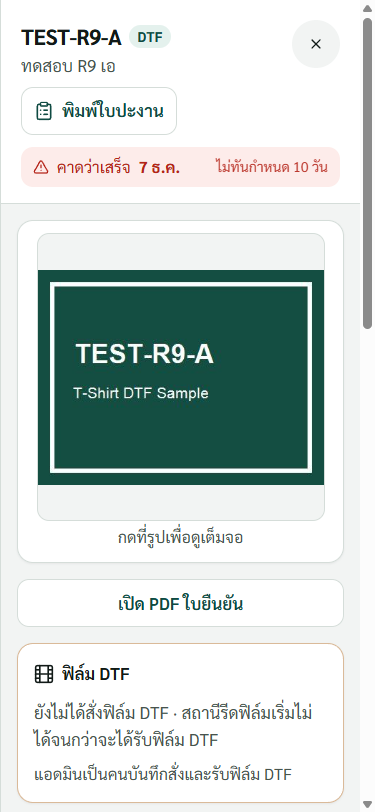 TEST-R9-A DTF
ทดสอบ R9 เอ
พิมพ์ใบปะงาน
คาดว่าเสร็จ 7 ธ.ค. ไม่ทันกำหนด 10 วัน
TEST-R9-A
T-Shirt DTF Sample
กดที่รูปเพื่อดูเต็มจอ
เปิด PDF ใบยืนยัน
ฟิล์ม DTF
ยังไม่ได้สั่งฟิล์ม DTF · สถานีรีดฟิล์มเริ่มไม่
ได้จนกว่าจะได้รับฟิล์ม DTF
แอดมินเป็นคนบันทึกสั่งและรับฟิล์ม DTF